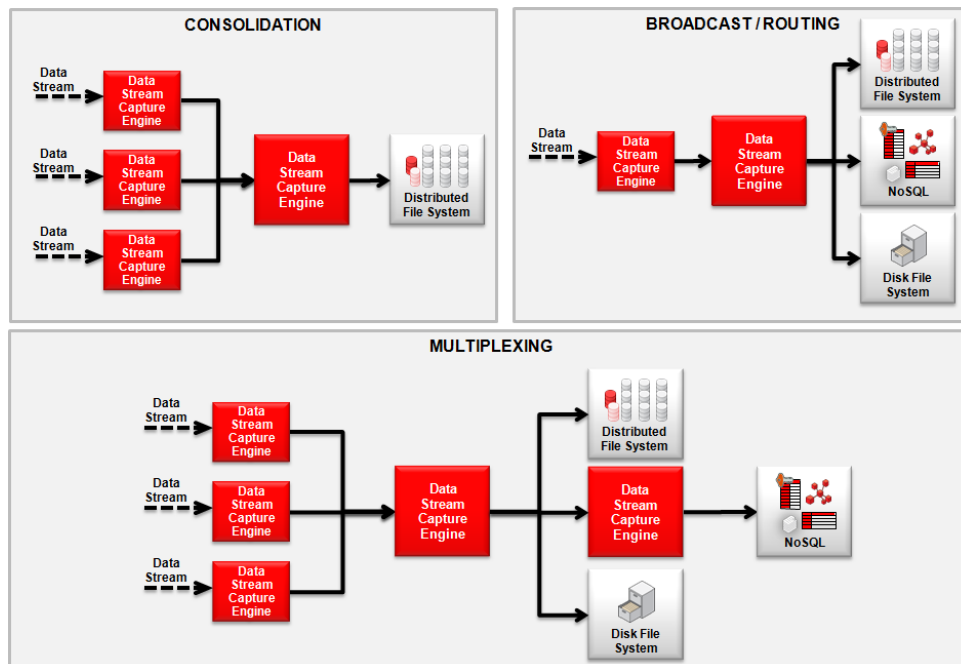 CONSOLIDATION
Data
Stream
Data
Stream
Capture
Engine
Data
Stream
Data
Stream
Capture
Engine
Data
Stream
Data
Stream
Capture
Engine
Data
Stream
Capture
Engine
Distributed
File System
BROADCAST / ROUTING
Data
Stream
Data
Stream
Capture
Engine
Data
Stream
Capture
Engine
Distributed
File System
NoSQL
Disk File
System
MULTIPLEXING
Data
Stream
Data
Stream
Capture
Engine
Data
Stream
Data
Stream
Capture
Engine
Data
Stream
Data
Stream
Capture
Engine
Data
Stream
Capture
Engine
Distributed
File System
Data
Stream
Capture
Engine
Disk File
System
NoSQL